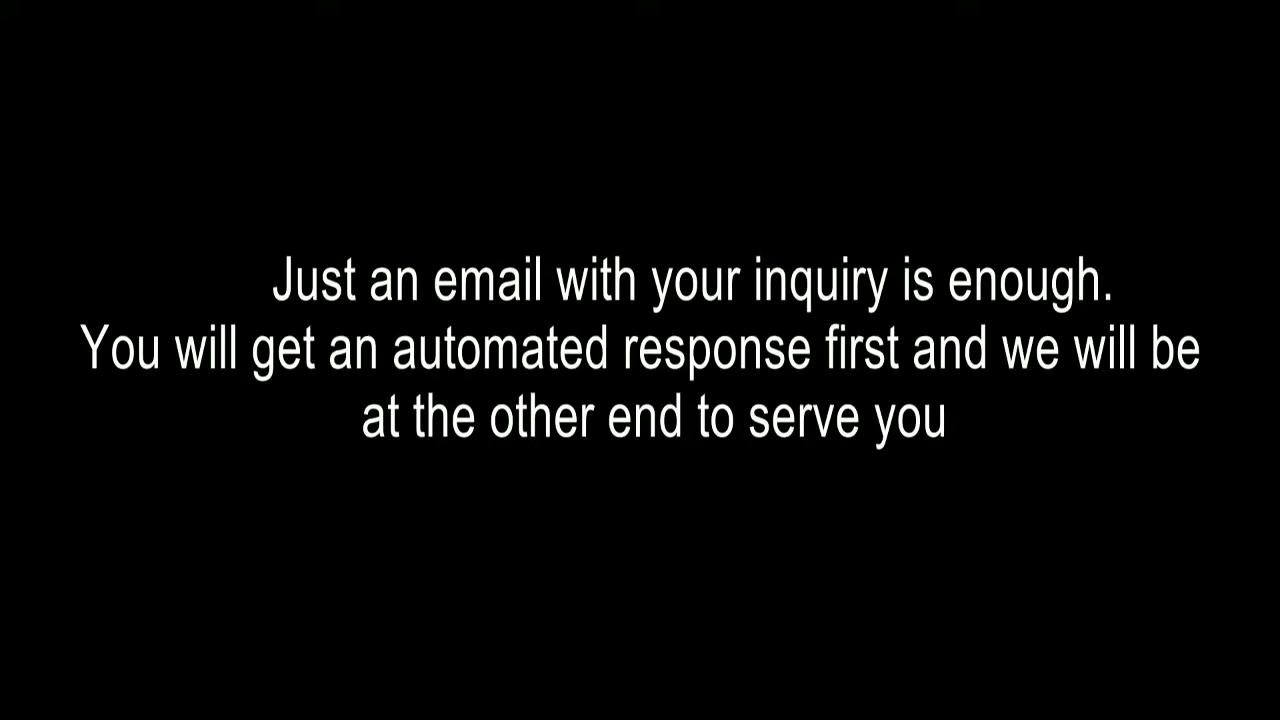 Just an email with your inquiry is enough.
You will get an automated response first and we will be
at the other end to serve you